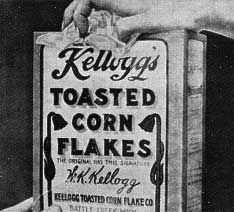 Kellogg's
TOASTED
CORN
FLAKES
THE ORIGINAL HAS THIS SIGNATURE
W.K.Kellogg
KELLOGG TOASTED CORN FLAKE CO
BATTLE CREEK MICH